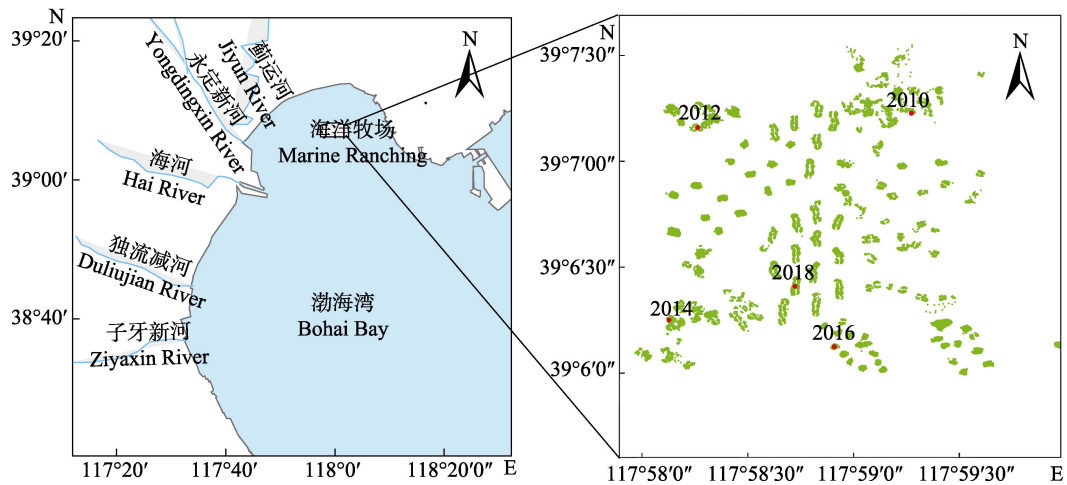 N
39°20′
39°00′
38°40′
117°20′
117°40′
118°0″
118°20″
E
N
永定新河
Yongdingxin River
蓟运河
Jiyun River
海河
Hai River
独流减河
Duliujian River
子牙新河
Ziyaxin River
海洋牧场
Marine Ranching
渤海湾
Bohai Bay
N
39°7′30″
39°7′00″
39°6′30″
39°6′0″
117°58′0″
117°58′30″
117°59′0″
117°59′30″
E
N
2012
2010
2018
2014
2016